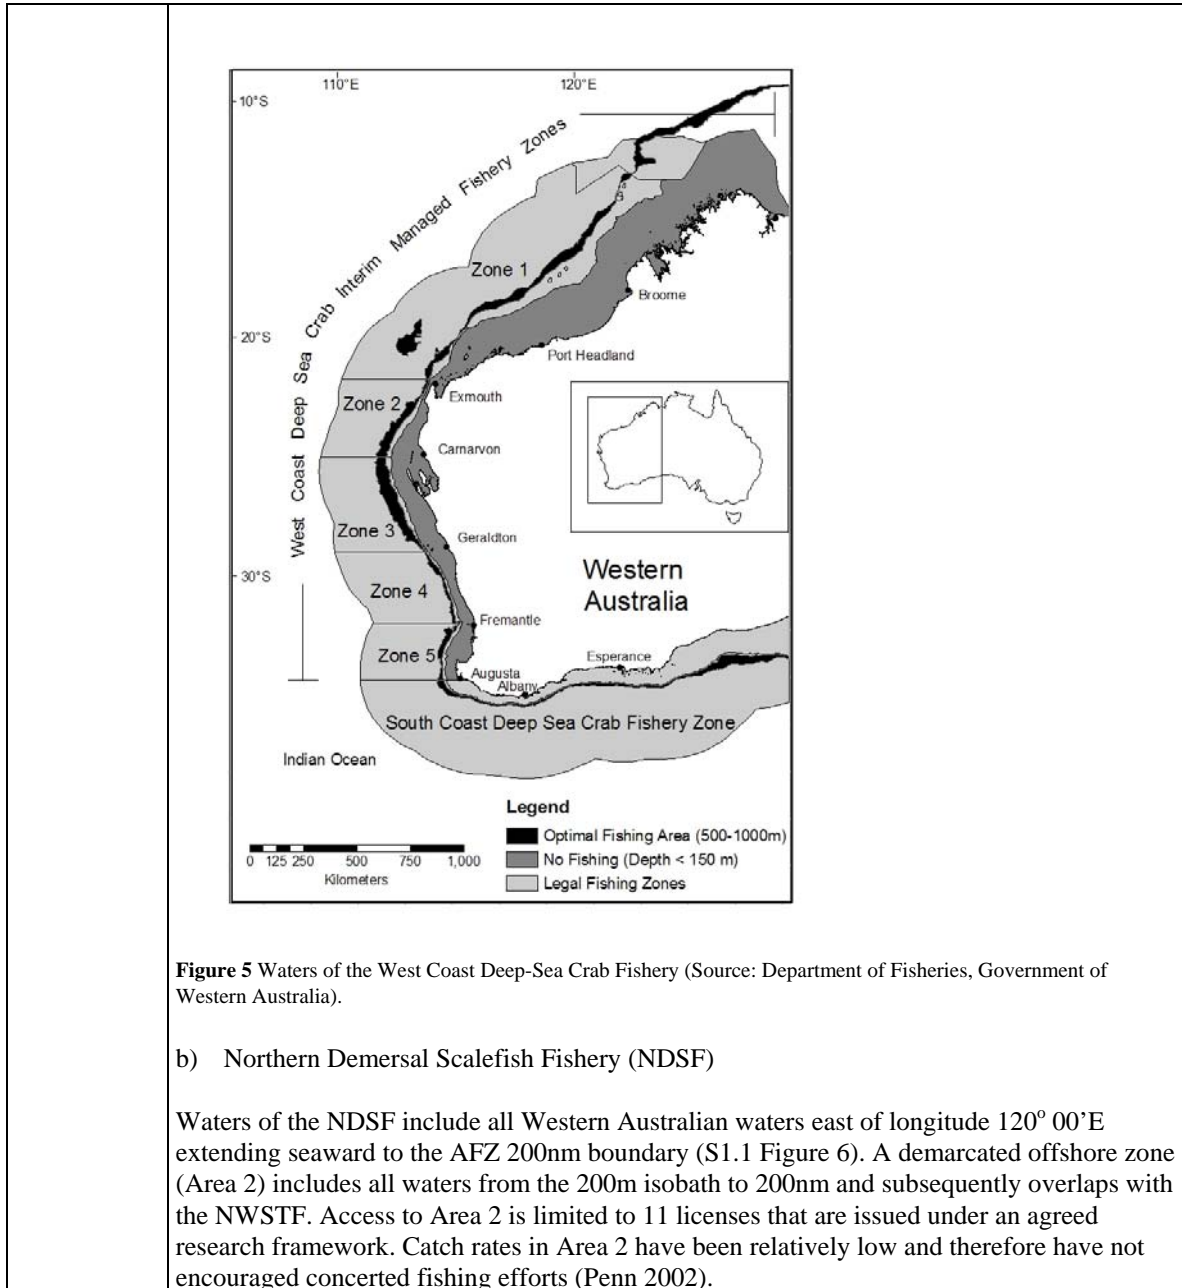 110°E
120°E
10°S
West Coast Deep Sea Crab Interim Managed Fishery Zones
Zone 1
Broome
20°S
Port Headland
Exmouth
Zone 2
Carnarvon
Zone 3
Geraldton
30°S
Western
Australia
Zone 4
Fremantle
Zone 5
Esperance
Augusta
Albany
South Coast Deep Sea Crab Fishery Zone
Indian Ocean
Legend
Optimal Fishing Area (500-1000m)
No Fishing (Depth < 150 m)
Legal Fishing Zones
0 125 250 500 750 1,000
Kilometers
Figure 5 Waters of the West Coast Deep-Sea Crab Fishery (Source: Department of Fisheries, Government of
Western Australia).
b) Northern Demersal Scalefish Fishery (NDSF)
Waters of the NDSF include all Western Australian waters east of longitude 120° 00’E
extending seaward to the AFZ 200nm boundary (S1.1 Figure 6). A demarcated offshore zone
(Area 2) includes all waters from the 200m isobath to 200nm and subsequently overlaps with
the NWSTF. Access to Area 2 is limited to 11 licenses that are issued under an agreed
research framework. Catch rates in Area 2 have been relatively low and therefore have not
encouraged concerted fishing efforts (Penn 2002).